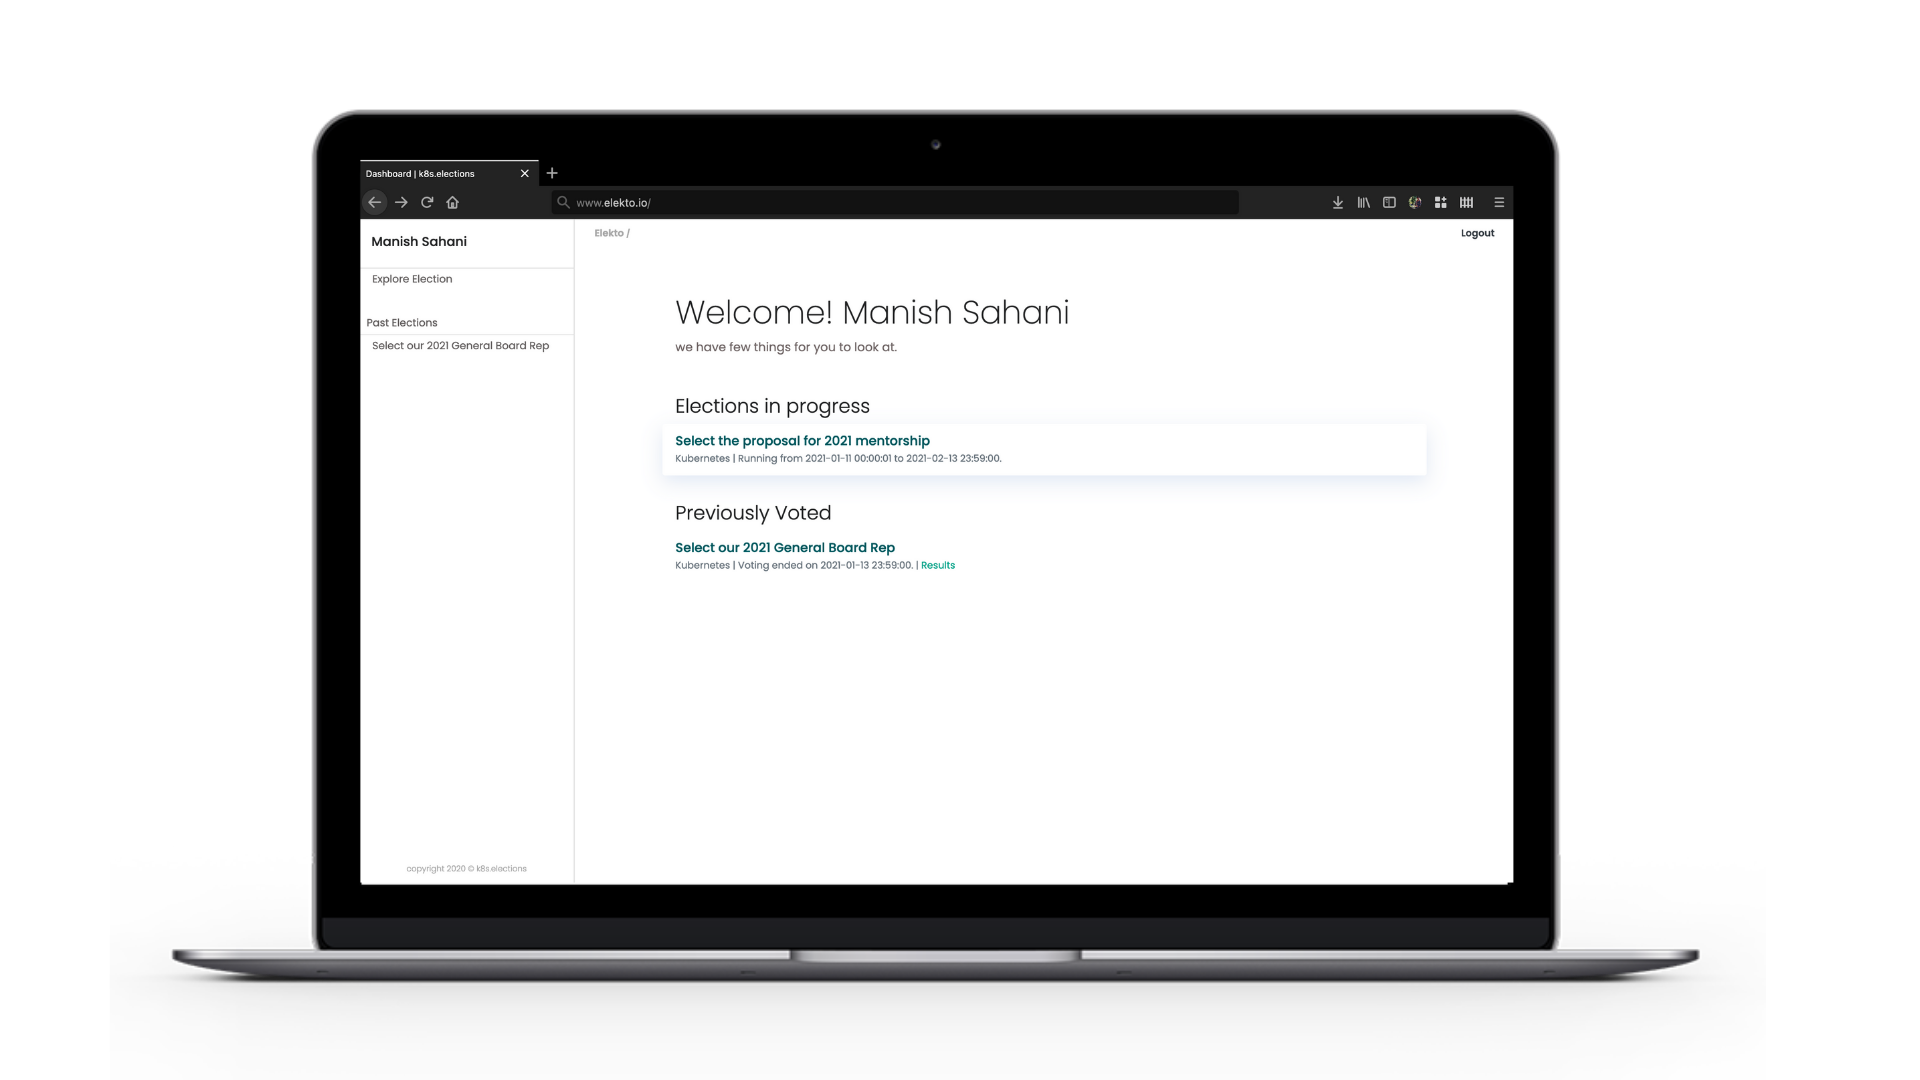 Dashboard | k8s.elections
www.elekto.io/
Manish Sahani
Explore Election
Past Elections
Select our 2021 General Board Rep
copyright 2020 © k8s.elections
Elekto /
Logout
Welcome! Manish Sahani
we have few things for you to look at.
Elections in progress
Select the proposal for 2021 mentorship
Kubernetes | Running from 2021-01-11 00:00:01 to 2021-02-13 23:59:00.
Previously Voted
Select our 2021 General Board Rep
Kubernetes | Voting ended on 2021-01-13 23:59:00. | Results